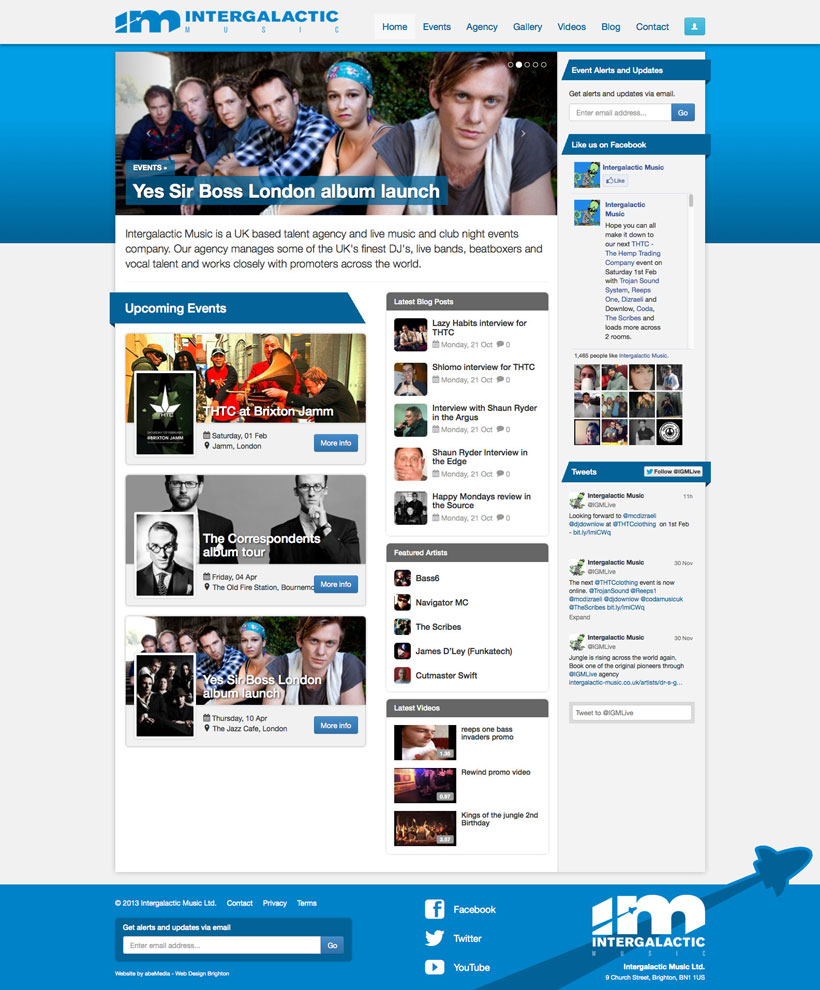 INTERGALACTIC
MUSIC
Home Events Agency Gallery Videos Blog Contact
EVENTS »
Yes Sir Boss London album launch
Intergalactic Music is a UK based talent agency and live music and club night events
company. Our agency manages some of the UK's finest DJ's, live bands, beatboxers and
vocal talent and works closely with promoters across the world.
Upcoming Events
THTC
#BRIXTON JAMM
THTC at Brixton Jamm
Saturday, 01 Feb
Jamm, London
More info
The Correspondents
album tour
Friday, 04 Apr
The Old Fire Station, Bournemo
More info
Yes Sir Boss London
album launch
Thursday, 10 Apr
The Jazz Cafe, London
More info
Latest Blog Posts
Lazy Habits interview for
THTC
Monday, 21 Oct 0
Shlomo interview for THTC
Monday, 21 Oct 0
Interview with Shaun Ryder
in the Argus
Monday, 21 Oct 0
Shaun Ryder Interview in
the Edge
Monday, 21 Oct 0
Happy Mondays review in
the Source
Monday, 21 Oct 0
Featured Artists
Bass6
Navigator MC
The Scribes
James D'Ley (Funkatech)
Cutmaster Swift
Latest Videos
reeps one bass
invaders promo
Rewind promo video
Kings of the jungle 2nd
Birthday
Event Alerts and Updates
Get alerts and updates via email.
Enter email address... Go
Like us on Facebook
Intergalactic Music
Like
Intergalactic
Music
Hope you can all
make it down to
our next THTC -
The Hemp Trading
Company event on
Saturday 1st Feb
with Trojan Sound
System, Reeps
One, Dizraeli and
Downlow, Coda,
The Scribes and
loads more across
2 rooms.
1,465 people like Intergalactic Music.
Tweets Follow @IGMLive
Intergalactic Music 11h
@IGMLive
Looking forward to @mcdizraeli
@djdownlow at @THTCclothing on 1st Feb
- bit.ly/ImiCWq
Intergalactic Music 30 Nov
@IGMLive
The next @THTCclothing event is now
online. @TrojanSound @Reeps1
@mcdizraeli @djdownlow @codamusicuk
@TheScribes bit.ly/ImiCWq
Expand
Intergalactic Music 30 Nov
@IGMLive
Jungle is rising across the world again.
Book one of the original pioneers through
@IGMLive agency
intergalactic-music.co.uk/artists/dr-s-g...
Tweet to @IGMLive
© 2013 Intergalactic Music Ltd. Contact Privacy Terms
Get alerts and updates via email
Enter email address... Go
Website by abeMedia - Web Design Brighton
Facebook
Twitter
YouTube
INTERGALACTIC
MUSIC
Intergalactic Music Ltd.
9 Church Street, Brighton, BN1 1US